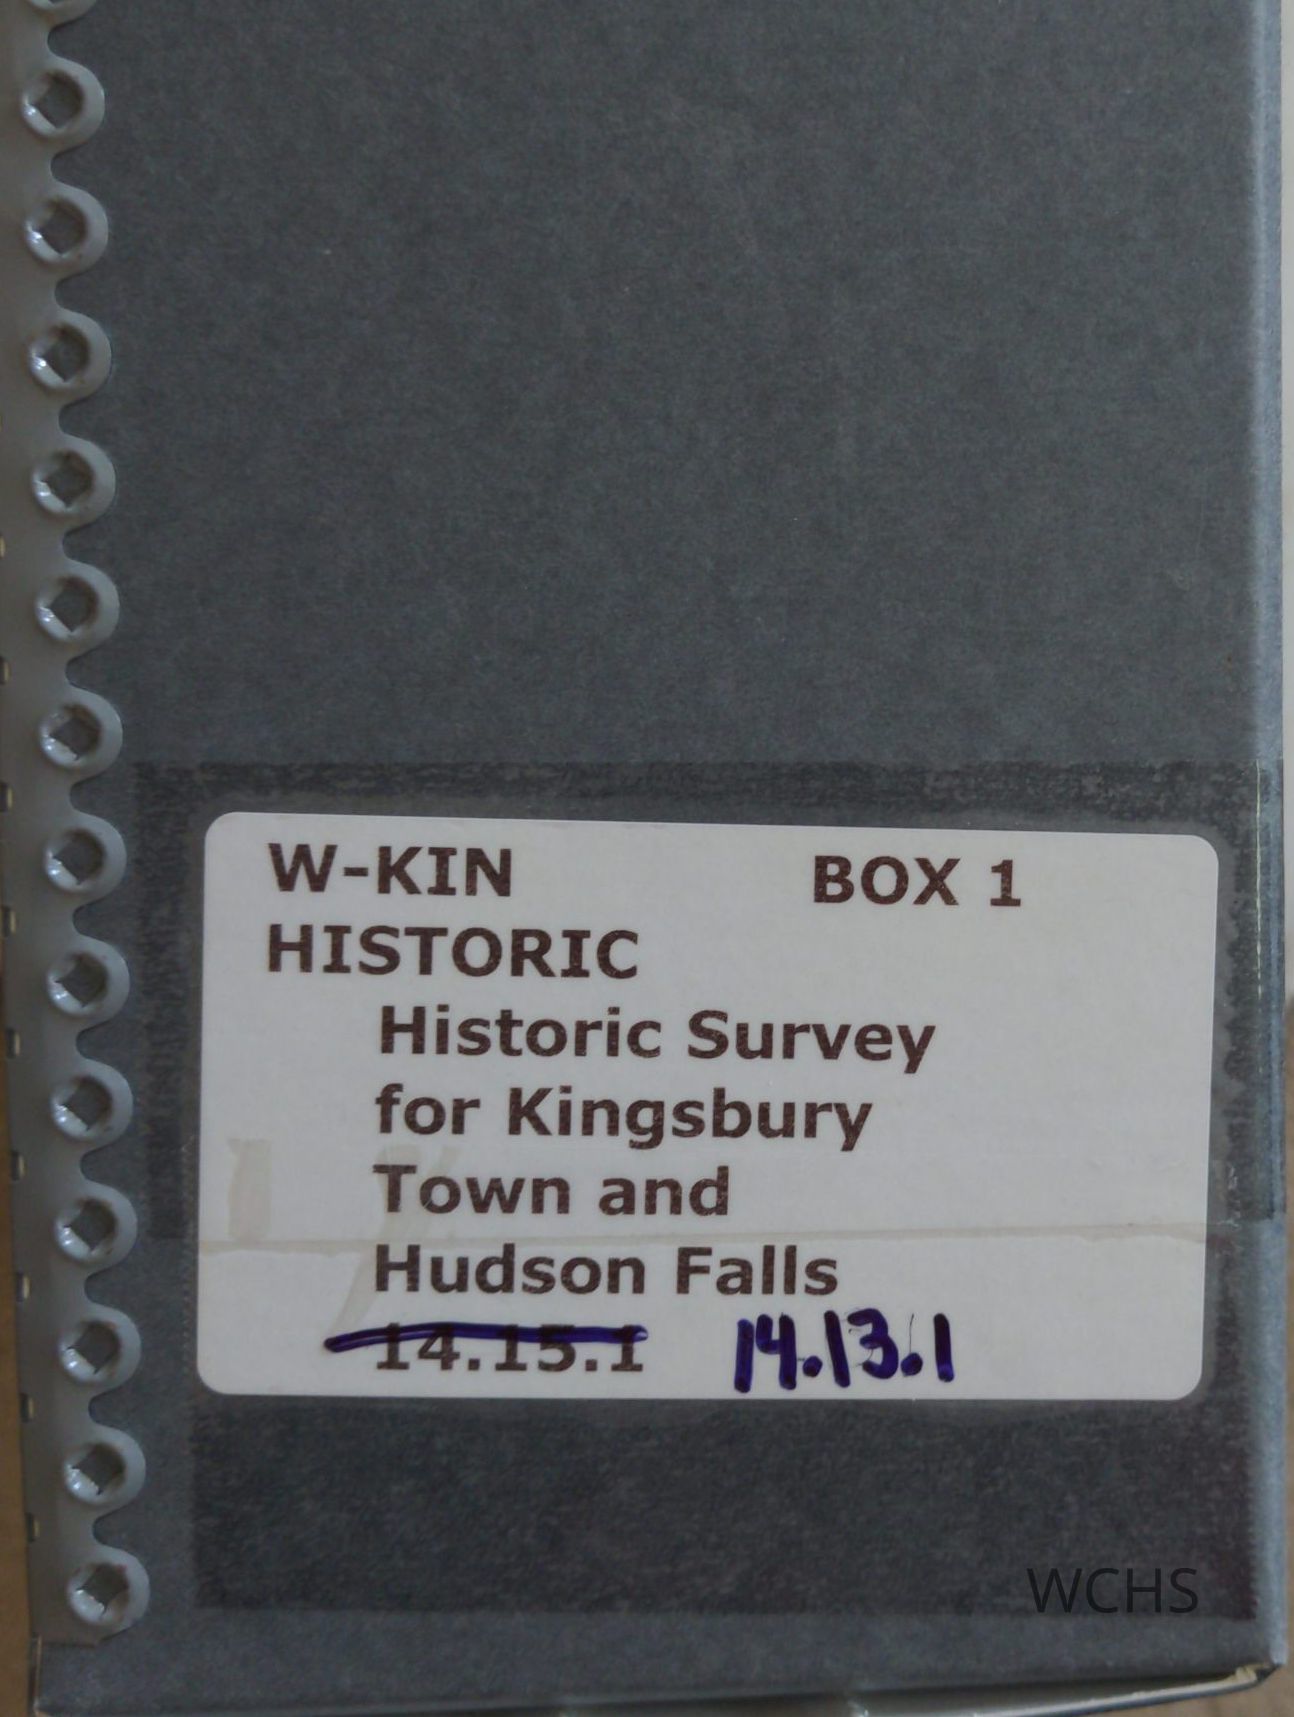 W-KIN BOX 1
HISTORIC
Historic Survey
for Kingsbury
Town and
Hudson Falls
14.15.1 14.13.1
WCHS